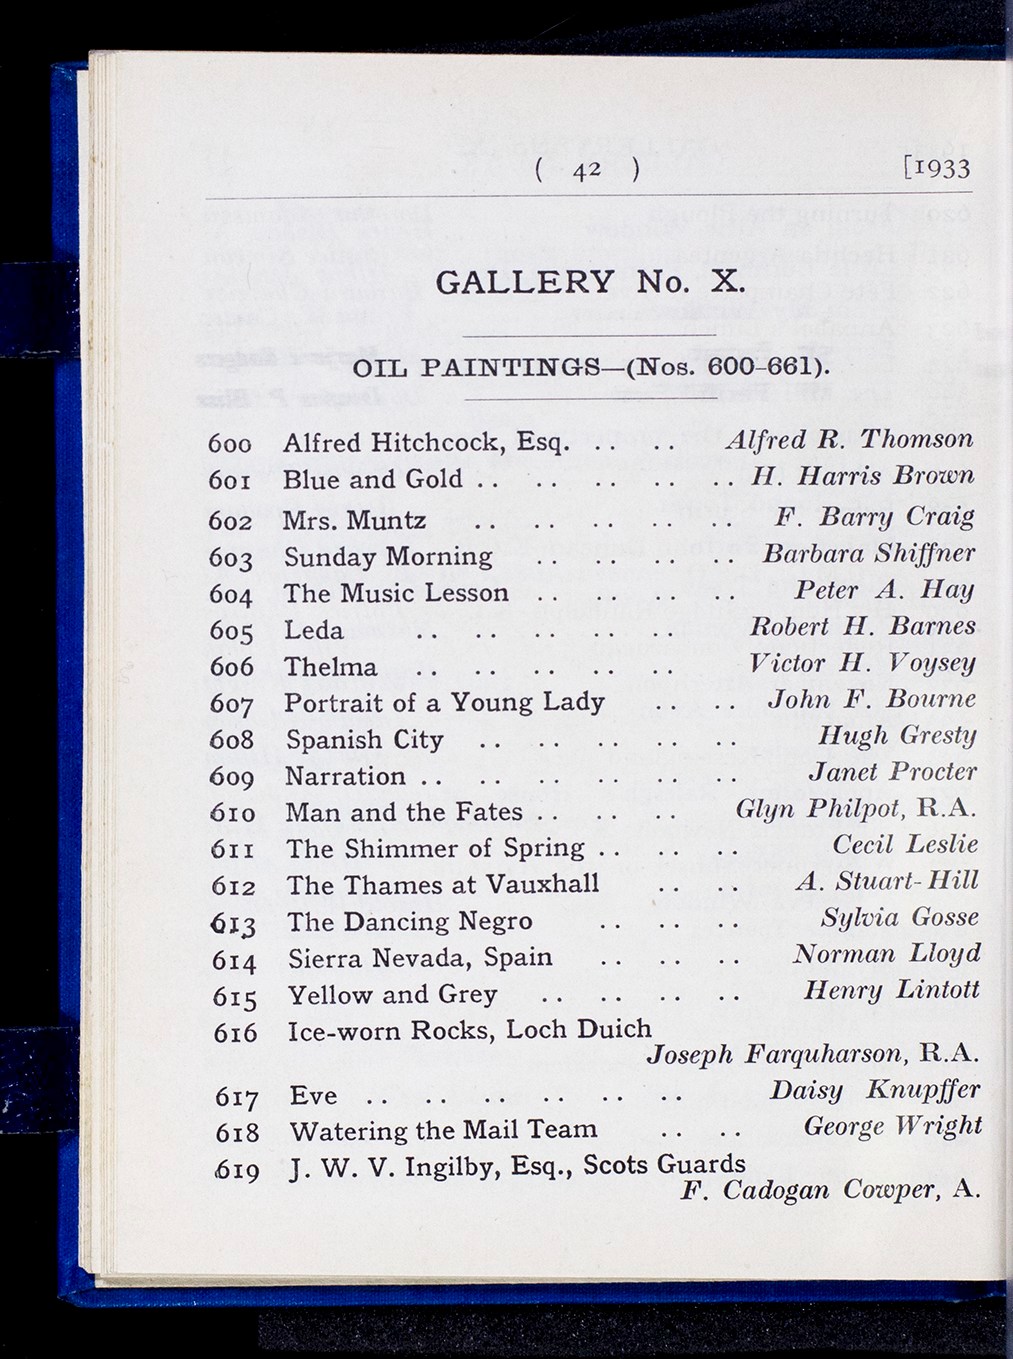 ( 42 ) [1933
GALLERY No. X.
OIL PAINTINGS—(Nos. 600-661).
600 Alfred Hitchcock, Esq. .. .. Alfred R. Thomson
601 Blue and Gold .. .. .. .. .. H. Harris Brown
602 Mrs. Muntz .. .. .. .. .. F. Barry Craig
603 Sunday Morning .. .. .. .. Barbara Shiffner
604 The Music Lesson .. .. .. .. Peter A. Hay
605 Leda .. .. .. .. .. Robert H. Barnes
606 Thelma .. .. .. .. .. Victor H. Voysey
607 Portrait of a Young Lady .. .. John F. Bourne
608 Spanish City .. .. .. .. .. Hugh Gresty
609 Narration .. .. .. .. .. .. Janet Procter
610 Man and the Fates .. .. .. Glyn Philpot, R.A.
611 The Shimmer of Spring .. .. .. Cecil Leslie
612 The Thames at Vauxhall .. .. A. Stuart-Hill
613 The Dancing Negro .. .. .. Sylvia Gosse
614 Sierra Nevada, Spain .. .. .. Norman Lloyd
615 Yellow and Grey .. .. .. .. Henry Lintott
616 Ice-worn Rocks, Loch Duich
Joseph Farquharson, R.A.
617 Eve .. .. .. .. .. .. Daisy Knupffer
618 Watering the Mail Team .. .. George Wright
619 J. W. V. Ingilby, Esq., Scots Guards
F. Cadogan Cowper, A.